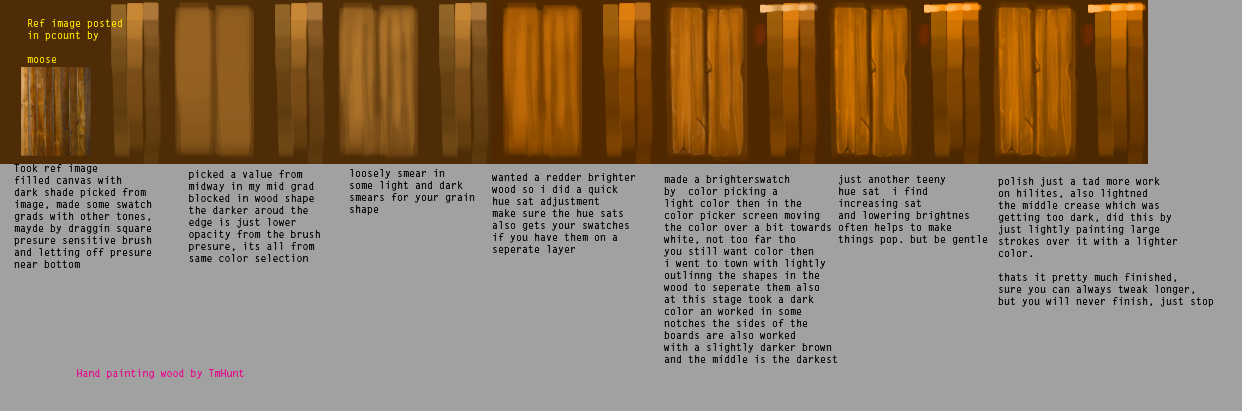 Ref image posted
in pcount by
moose
Took ref image
filled canvas with
dark shade picked from
image, made some swatch
grads with other tones,
mayde by draggin square
presure sensitive brush
and letting off presure
near bottom
picked a value from
midway in my mid grad
blocked in wood shape
the darker aroud the
edge is just lower
opacity from the brush
presure, its all from
same color selection
loosely smear in
some light and dark
smears for your grain
shape
wanted a redder brighter
wood so i did a quick
hue sat adjustment
make sure the hue sats
also gets your swatches
if you have them on a
seperate layer
made a brighterswatch
by color picking a
light color then in the
color picker screen moving
the color over a bit towards
white, not too far tho
you still want color then
i went to town with lightly
outlinng the shapes in the
wood to seperate them also
at this stage took a dark
color an worked in some
notches the sides of the
boards are also worked
with a slightly darker brown
and the middle is the darkest
just another teeny
hue sat i find
increasing sat
and lowering brightnes
often helps to make
things pop. but be gentle
polish just a tad more work
on hilites, also lightned
the middle crease which was
getting too dark, did this by
just lightly painting large
strokes over it with a lighter
color.
thats it pretty much finished,
sure you can always tweak longer,
but you will never finish, just stop
Hand painting wood by TmHunt